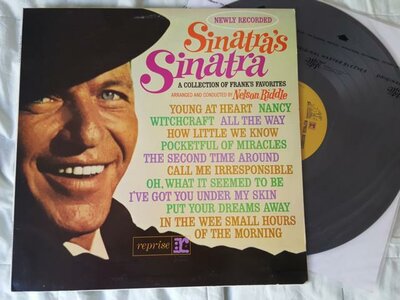 NEWLY RECORDED
Sinatra's
Sinatra
A COLLECTION OF FRANK'S FAVORITES
ARRANGED AND CONDUCTED BY Nelson Riddle
YOUNG AT HEART NANCY
WITCHCRAFT ALL THE WAY
HOW LITTLE WE KNOW
POCKETFUL OF MIRACLES
THE SECOND TIME AROUND
CALL ME IRRESPONSIBLE
OH, WHAT IT SEEMED TO BE
I'VE GOT YOU UNDER MY SKIN
PUT YOUR DREAMS AWAY
IN THE WEE SMALL HOURS
OF THE MORNING
reprise